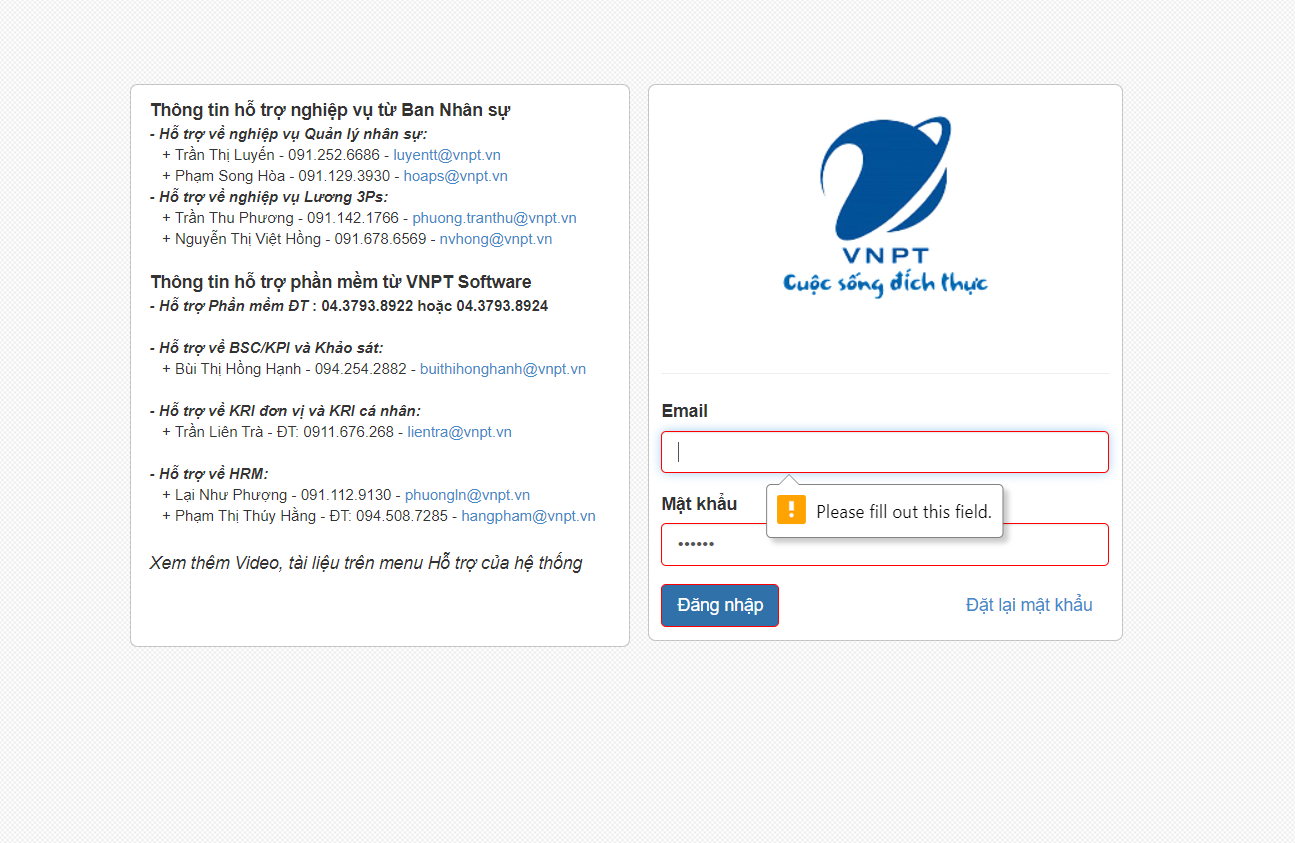 Thông tin hỗ trợ nghiệp vụ từ Ban Nhân sự
- Hỗ trợ về nghiệp vụ Quản lý nhân sự:
+ Trần Thị Luyến - 091.252.6686 - luyentt@vnpt.vn
+ Phạm Song Hòa - 091.129.3930 - hoaps@vnpt.vn
- Hỗ trợ về nghiệp vụ Lương 3Ps:
+ Trần Thu Phương - 091.142.1766 - phuong.tranthu@vnpt.vn
+ Nguyễn Thị Việt Hồng - 091.678.6569 - nvhong@vnpt.vn
Thông tin hỗ trợ phần mềm từ VNPT Software
- Hỗ trợ Phần mềm ĐT : 04.3793.8922 hoặc 04.3793.8924
- Hỗ trợ về BSC/KPI và Khảo sát:
+ Bùi Thị Hồng Hạnh - 094.254.2882 - buithihonghanh@vnpt.vn
- Hỗ trợ về KRI đơn vị và KRI cá nhân:
+ Trần Liên Trà - ĐT: 0911.676.268 - lientra@vnpt.vn
- Hỗ trợ về HRM:
+ Lại Như Phượng - 091.112.9130 - phuongln@vnpt.vn
+ Phạm Thị Thúy Hằng - ĐT: 094.508.7285 - hangpham@vnpt.vn
Xem thêm Video, tài liệu trên menu Hỗ trợ của hệ thống
VNPT
Cuộc sống đích thực
Email
Mật khẩu
Please fill out this field.
••••••
Đăng nhập
Đặt lại mật khẩu